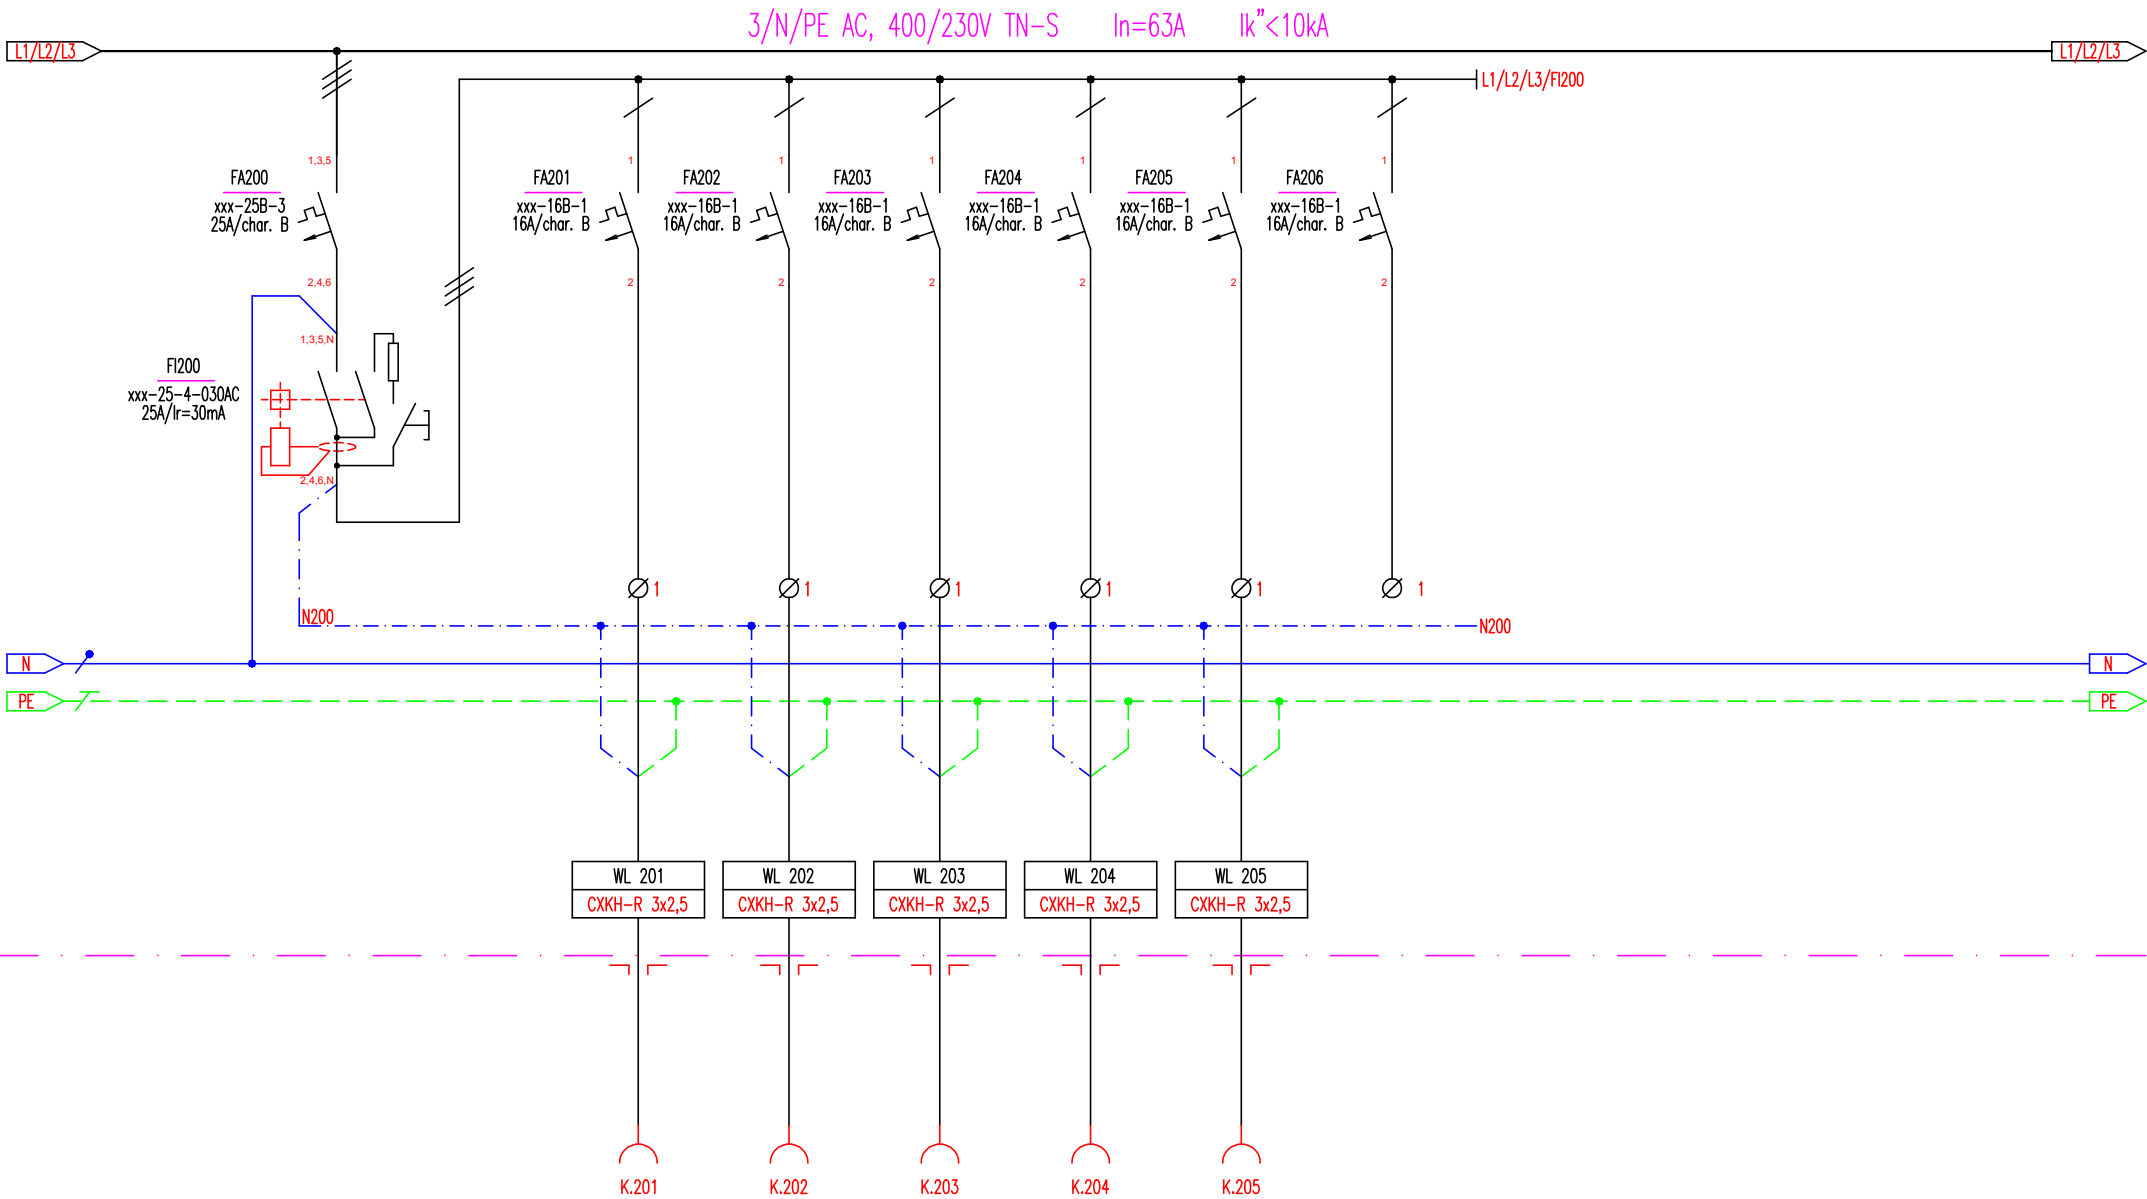 3/N/PE AC, 400/230V TN-S In=63A Ik"<10kA
L1/L2/L3
L1/L2/L3
L1/L2/L3/FI200
1,3,5
1
1
1
1
1
1
FA200
xxx-25B-3
25A/char. B
FA201
xxx-16B-1
16A/char. B
FA202
xxx-16B-1
16A/char. B
FA203
xxx-16B-1
16A/char. B
FA204
xxx-16B-1
16A/char. B
FA205
xxx-16B-1
16A/char. B
FA206
xxx-16B-1
16A/char. B
2,4,6
2
2
2
2
2
2
1,3,5,N
FI200
xxx-25-4-030AC
25A/Ir=30mA
2,4,6,N
1
1
1
1
1
1
N200
N200
N
N
PE
PE
WL 201
CXKH-R 3x2,5
WL 202
CXKH-R 3x2,5
WL 203
CXKH-R 3x2,5
WL 204
CXKH-R 3x2,5
WL 205
CXKH-R 3x2,5
K.201
K.202
K.203
K.204
K.205